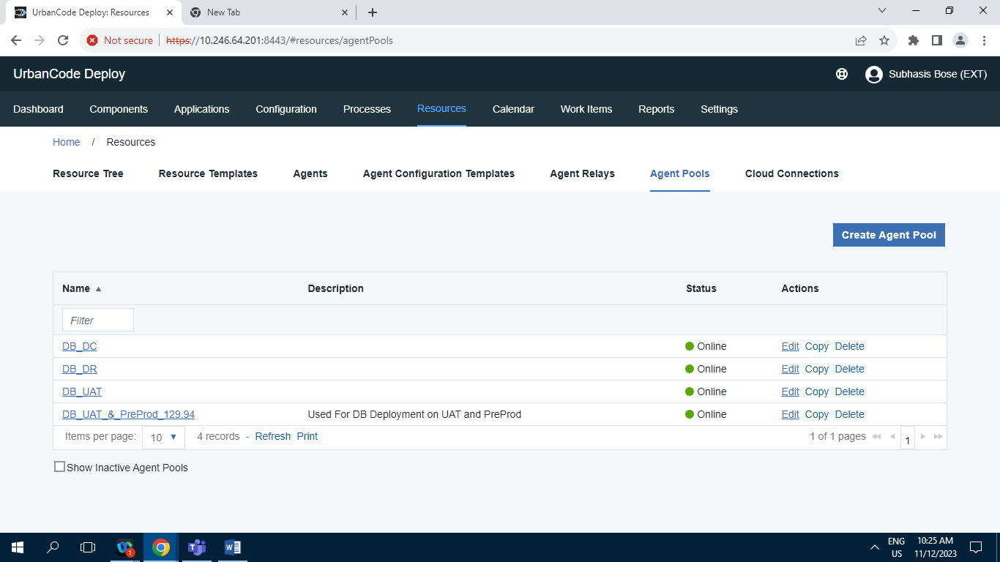 UrbanCode Deploy: Resources
New Tab
Not secure https://10.246.64.201:8443/#resources/agentPools
UrbanCode Deploy
Subhasis Bose (EXT)
Dashboard Components Applications Configuration Processes Resources Calendar Work Items Reports Settings
Home / Resources
Resource Tree Resource Templates Agents Agent Configuration Templates Agent Relays Agent Pools Cloud Connections
Create Agent Pool
Name Description Status Actions
Filter
DB_DC Online Edit Copy Delete
DB_DR Online Edit Copy Delete
DB_UAT Online Edit Copy Delete
DB_UAT_&_PreProd_129.94 Used For DB Deployment on UAT and PreProd Online Edit Copy Delete
Items per page: 10 4 records - Refresh Print 1 of 1 pages 1
Show Inactive Agent Pools
1
ENG 10:25 AM
US 11/12/2023